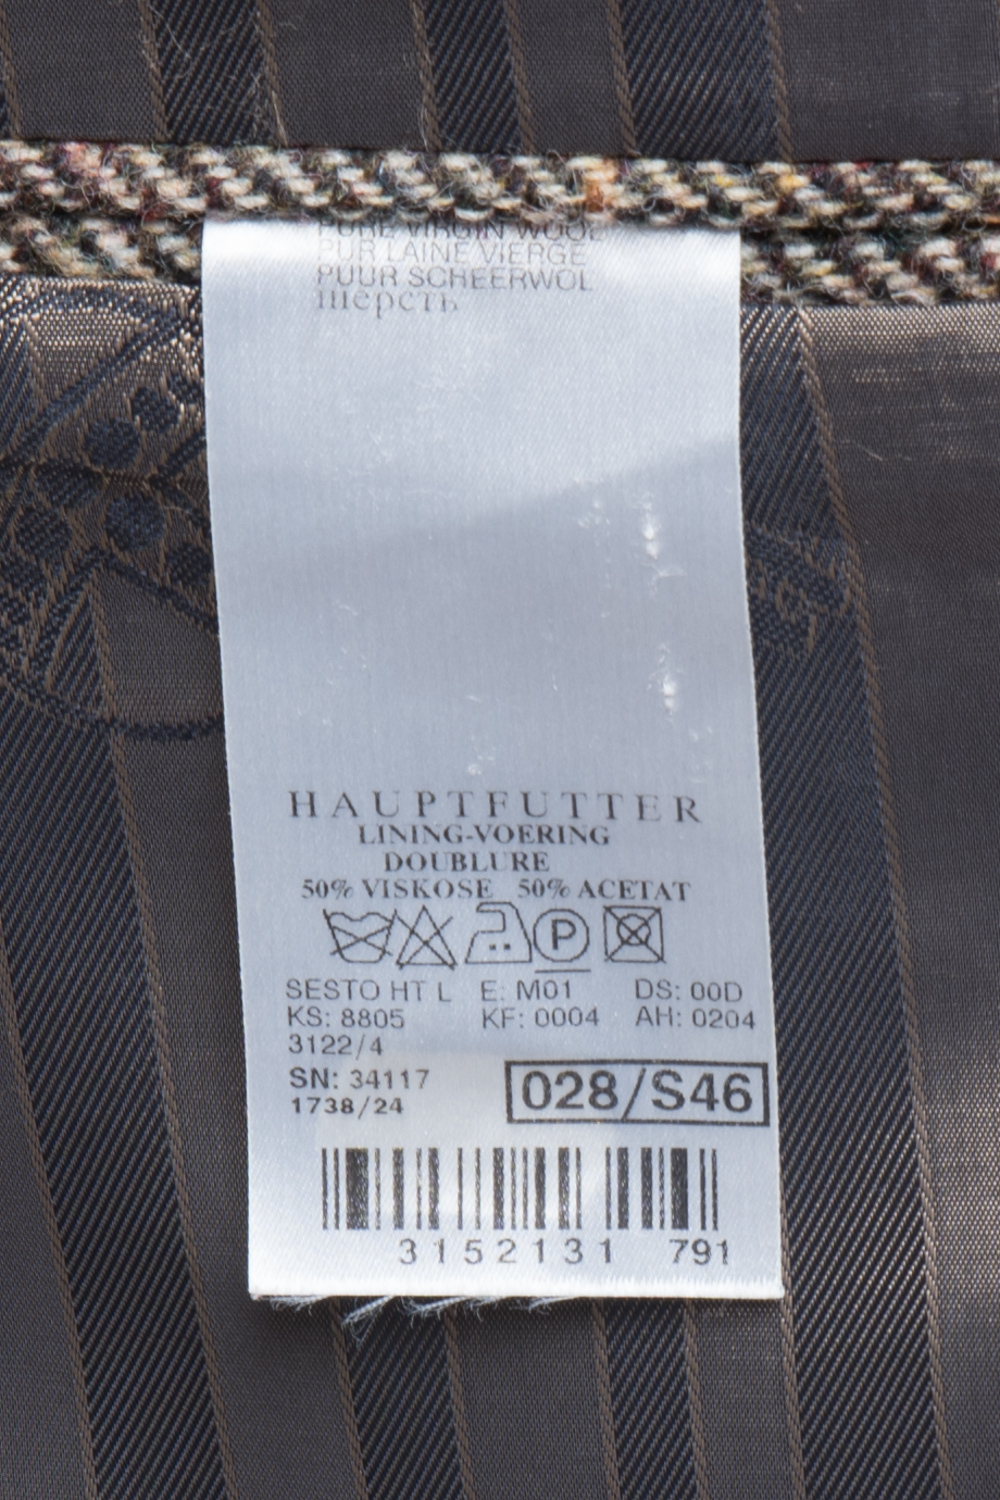 PURE VIRGIN WOOL
PUR LAINE VIERGE
PUUR SCHEERWOL
шерсть
HAUPTFUTTER
LINING-VOERING
DOUBLURE
50% VISKOSE 50% ACETAT
P
SESTO HT L E: M01 DS: 00D
KS: 8805 KF: 0004 AH: 0204
3122/4
SN: 34117
1738/24
028/S46
3152131 791